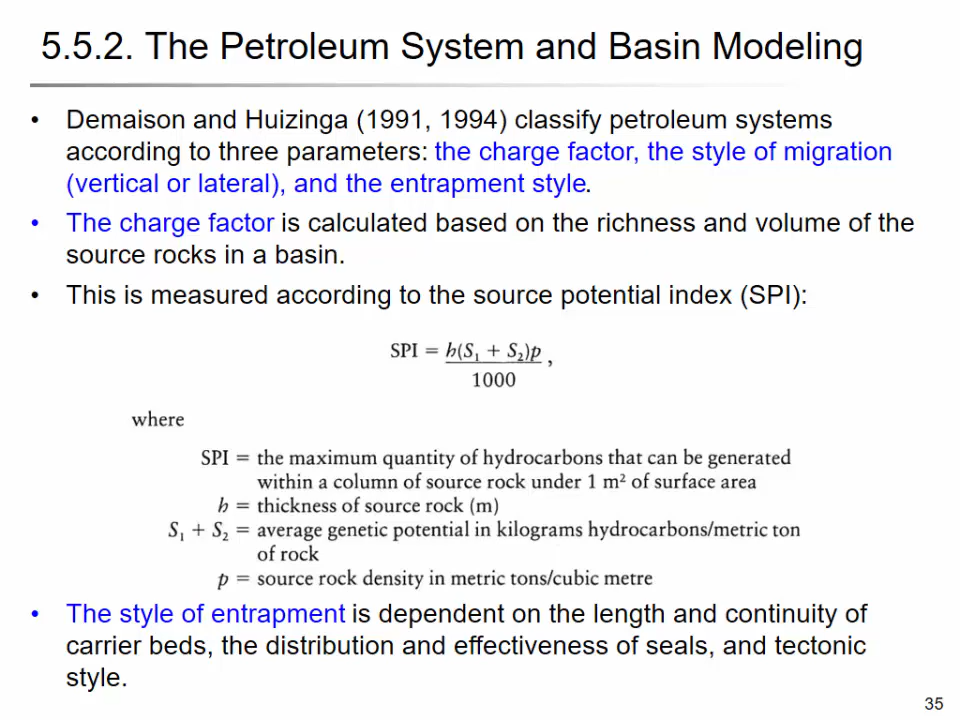 5.5.2. The Petroleum System and Basin Modeling
• Demaison and Huizinga (1991, 1994) classify petroleum systems
according to three parameters: the charge factor, the style of migration
(vertical or lateral), and the entrapment style.
• The charge factor is calculated based on the richness and volume of the
source rocks in a basin.
• This is measured according to the source potential index (SPI):
SPI = h(S₁ + S₂)p ,
1000
where
SPI = the maximum quantity of hydrocarbons that can be generated
within a column of source rock under 1 m² of surface area
h = thickness of source rock (m)
S₁ + S₂ = average genetic potential in kilograms hydrocarbons/metric ton
of rock
p = source rock density in metric tons/cubic metre
• The style of entrapment is dependent on the length and continuity of
carrier beds, the distribution and effectiveness of seals, and tectonic
style.
35